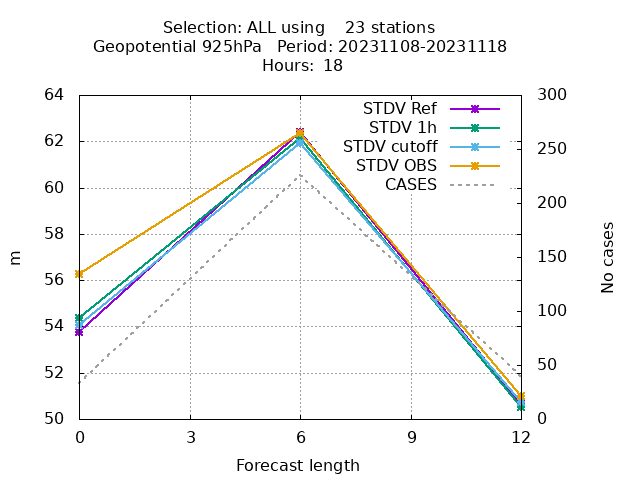 Selection: ALL using    23 stations
Geopotential 925hPa   Period: 20231108-20231118
Hours: 18
STDV Ref
STDV 1h
STDV cutoff
STDV OBS
CASES
m
64
62
60
58
56
54
52
50
300
250
200
150
100
50
0
No cases
0 3 6 9 12
Forecast length